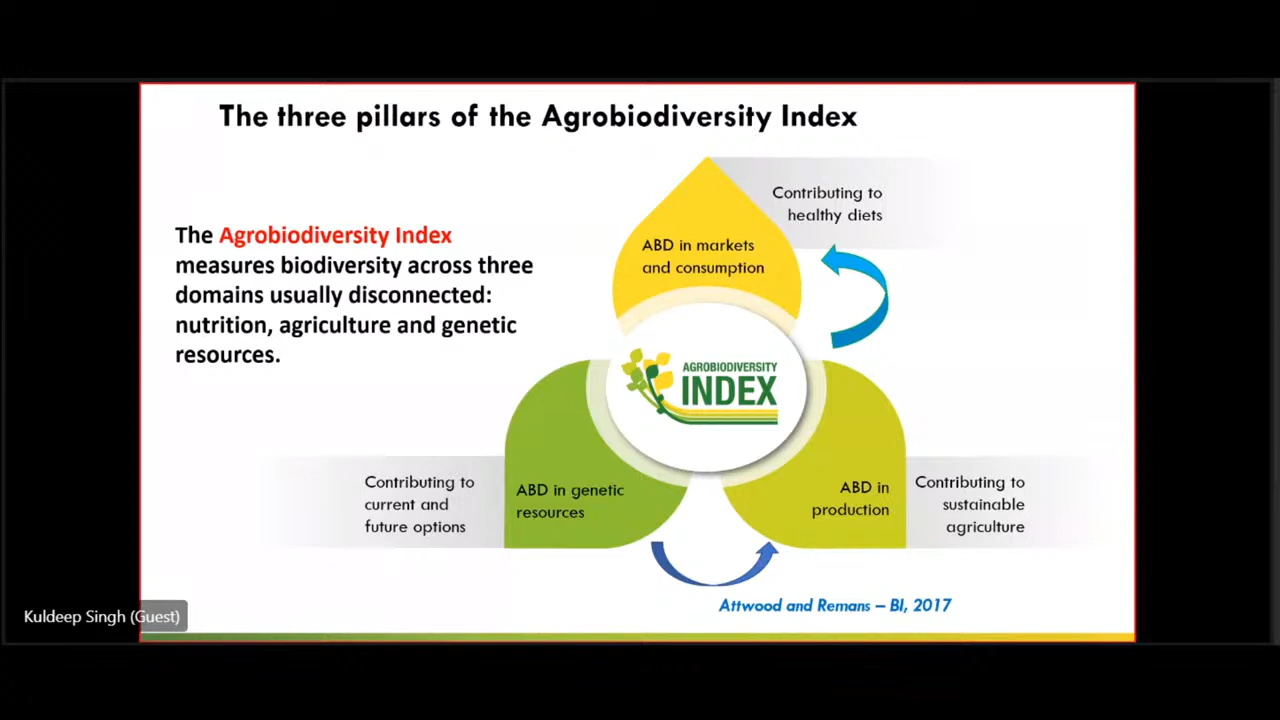 The three pillars of the Agrobiodiversity Index
Contributing to
healthy diets
The Agrobiodiversity Index
measures biodiversity across three
domains usually disconnected:
nutrition, agriculture and genetic
resources.
ABD in markets
and consumption
AGROBIODIVERSITY
INDEX
Contributing to
current and
future options
ABD in genetic
resources
ABD in
production
Contributing to
sustainable
agriculture
Attwood and Remans – BI, 2017
Kuldeep Singh (Guest)